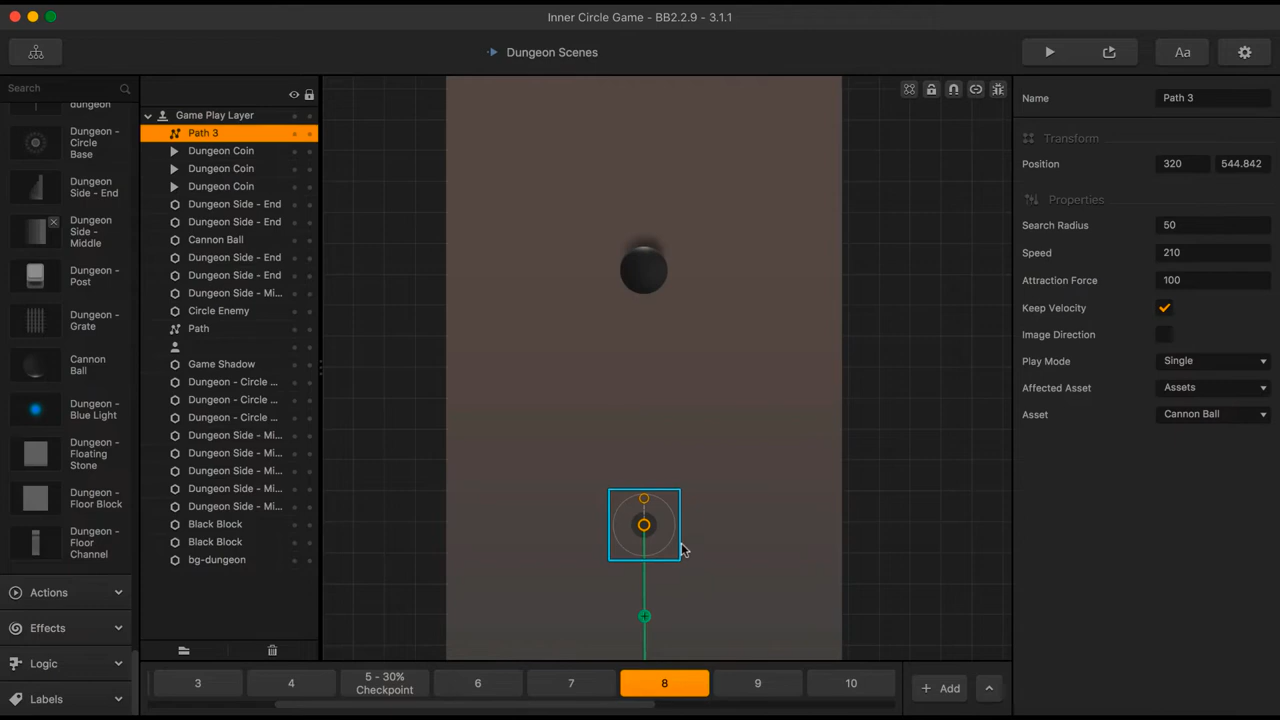 Inner Circle Game - BB2.2.9 - 3.1.1
Dungeon Scenes
Aa
Search
dungeon
Dungeon -
Circle
Base
Dungeon
Side - End
Dungeon
Side -
Middle
Dungeon -
Post
Dungeon -
Grate
Cannon
Ball
Dungeon -
Blue Light
Dungeon -
Floating
Stone
Dungeon -
Floor Block
Dungeon -
Floor
Channel
Actions
Effects
Logic
Labels
Game Play Layer
Path 3
Dungeon Coin
Dungeon Coin
Dungeon Coin
Dungeon Side - End
Dungeon Side - End
Cannon Ball
Dungeon Side - End
Dungeon Side - End
Dungeon Side - Mi...
Circle Enemy
Path
Game Shadow
Dungeon - Circle ...
Dungeon - Circle ...
Dungeon - Circle ...
Dungeon Side - Mi...
Dungeon Side - Mi...
Dungeon Side - Mi...
Dungeon Side - Mi...
Dungeon Side - Mi...
Black Block
Black Block
bg-dungeon
3
4
5 - 30%
Checkpoint
6
7
8
9
10
+ Add
Name Path 3
Transform
Position 320 544.842
Properties
Search Radius 50
Speed 210
Attraction Force 100
Keep Velocity
Image Direction
Play Mode Single
Affected Asset Assets
Asset Cannon Ball